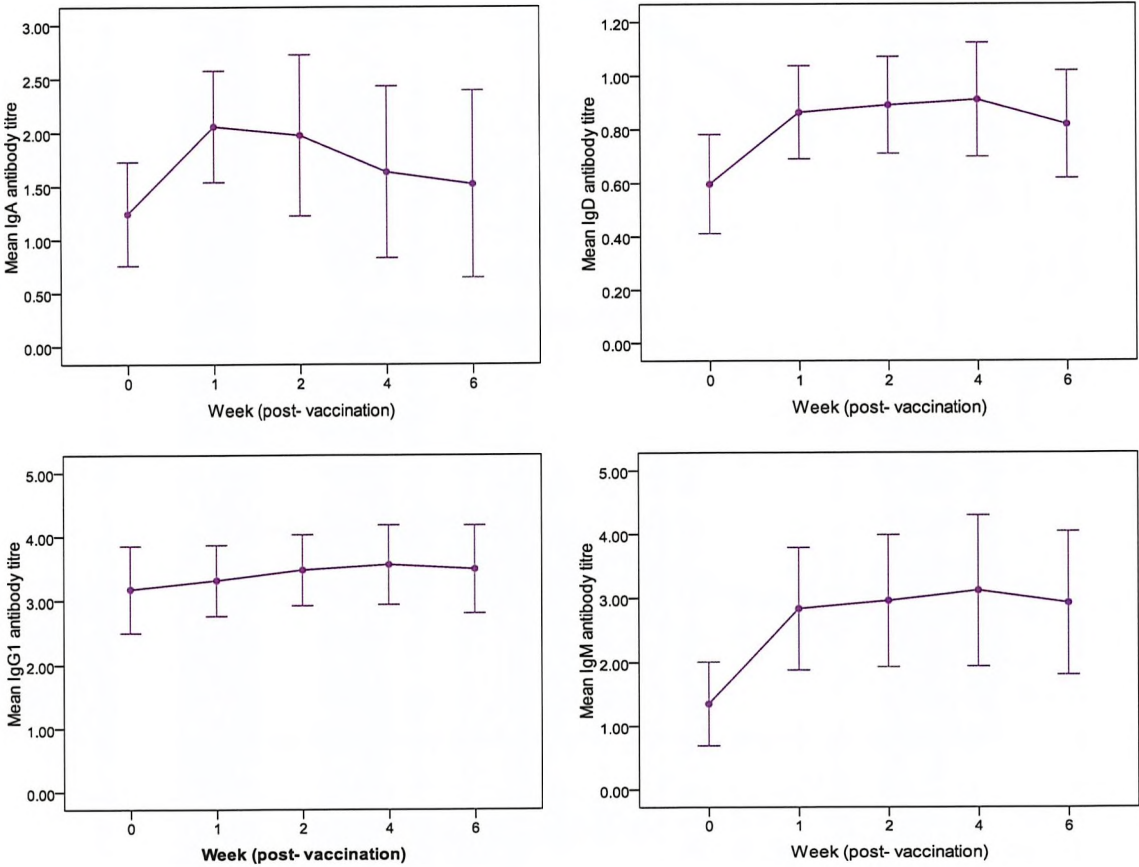 Mean IgA antibody titre
3.00
2.50
2.00
1.50
1.00
0.50
0.00
0 1 2 4 6
Week (post- vaccination)
Mean IgD antibody titre
1.20
1.00
0.80
0.60
0.40
0.20
0.00
0 1 2 4 6
Week (post- vaccination)
Mean IgG1 antibody titre
5.00
4.00
3.00
2.00
1.00
0.00
0 1 2 4 6
Week (post- vaccination)
Mean IgM antibody titre
5.00
4.00
3.00
2.00
1.00
0.00
0 1 2 4 6
Week (post- vaccination)